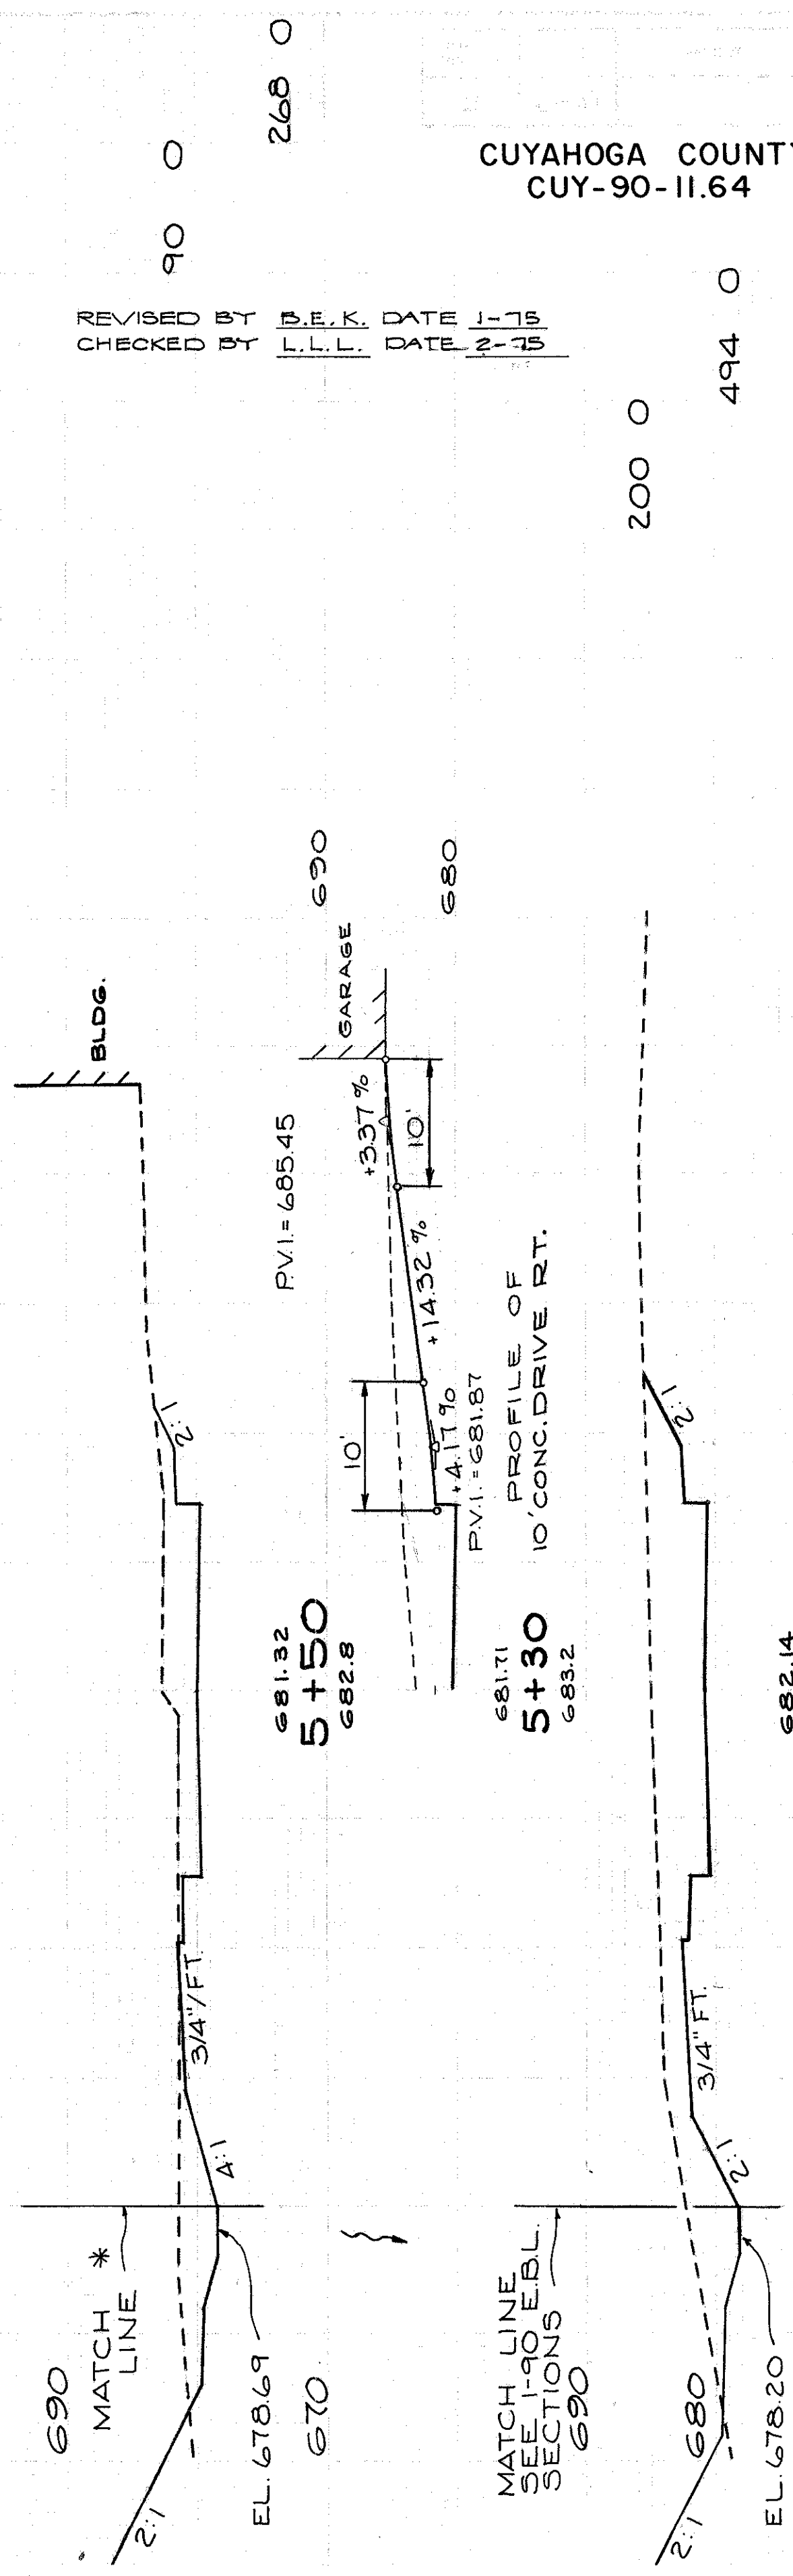 268 0
90 0
CUYAHOGA COUNT
CUY-90-11.64
494 0
REVISED BY B.E.K. DATE 1-75
CHECKED BY L.L.L. DATE 2-75
200 0
690
680
BLDG.
GARAGE
P.V.I. = 685.45
+3.37 %
10'
+14.32 %
10'
+4.17 %
P.V.I. = 681.87
PROFILE OF
10' CONC. DRIVE RT.
2:1
2:1
681.32
5+50
682.8
681.71
5+30
683.2
682.14
3/4"/FT.
3/4" FT.
4:1
2:1
MATCH *
LINE
690
EL. 678.69
670
2:1
MATCH LINE
SEE I-90 E.B.L.
SECTIONS
690
680
EL. 678.20
2:1